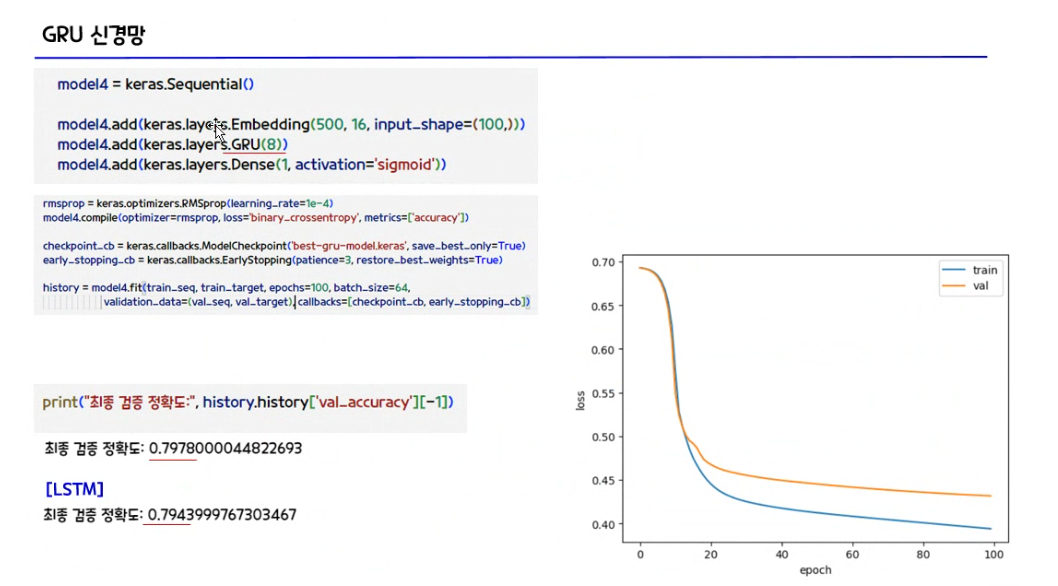 GRU 신경망
model4 = keras.Sequential()
model4.add(keras.layers.Embedding(500, 16, input_shape=(100,)))
model4.add(keras.layers.GRU(8))
model4.add(keras.layers.Dense(1, activation='sigmoid'))
rmsprop = keras.optimizers.RMSprop(learning_rate=1e-4)
model4.compile(optimizer=rmsprop, loss='binary_crossentropy', metrics=['accuracy'])
checkpoint_cb = keras.callbacks.ModelCheckpoint('best-gru-model.keras', save_best_only=True)
early_stopping_cb = keras.callbacks.EarlyStopping(patience=3, restore_best_weights=True)
history = model4.fit(train_seq, train_target, epochs=100, batch_size=64,
validation_data=(val_seq, val_target), callbacks=[checkpoint_cb, early_stopping_cb])
print("최종 검증 정확도:", history.history['val_accuracy'][-1])
최종 검증 정확도: 0.7978000044822693
[LSTM]
최종 검증 정확도: 0.7943999767303467
train
val
0.70
0.65
0.60
0.55
0.50
0.45
0.40
loss
0 20 40 60 80 100
epoch